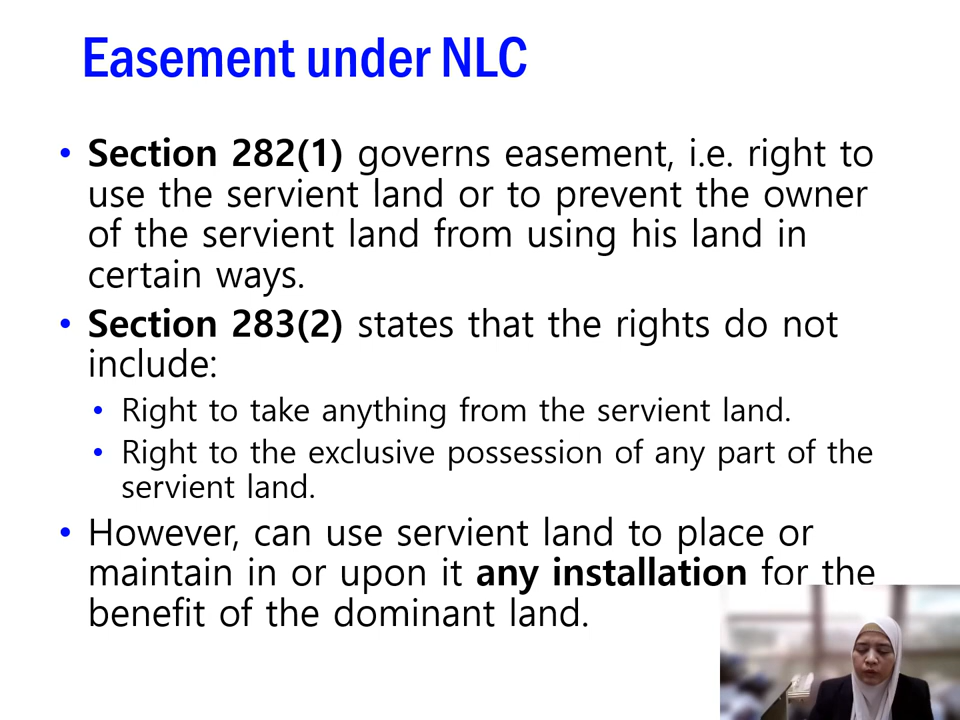 Easement under NLC
• Section 282(1) governs easement, i.e. right to
use the servient land or to prevent the owner
of the servient land from using his land in
certain ways.
• Section 283(2) states that the rights do not
include:
• Right to take anything from the servient land.
• Right to the exclusive possession of any part of the
servient land.
• However, can use servient land to place or
maintain in or upon it any installation for the
benefit of the dominant land.